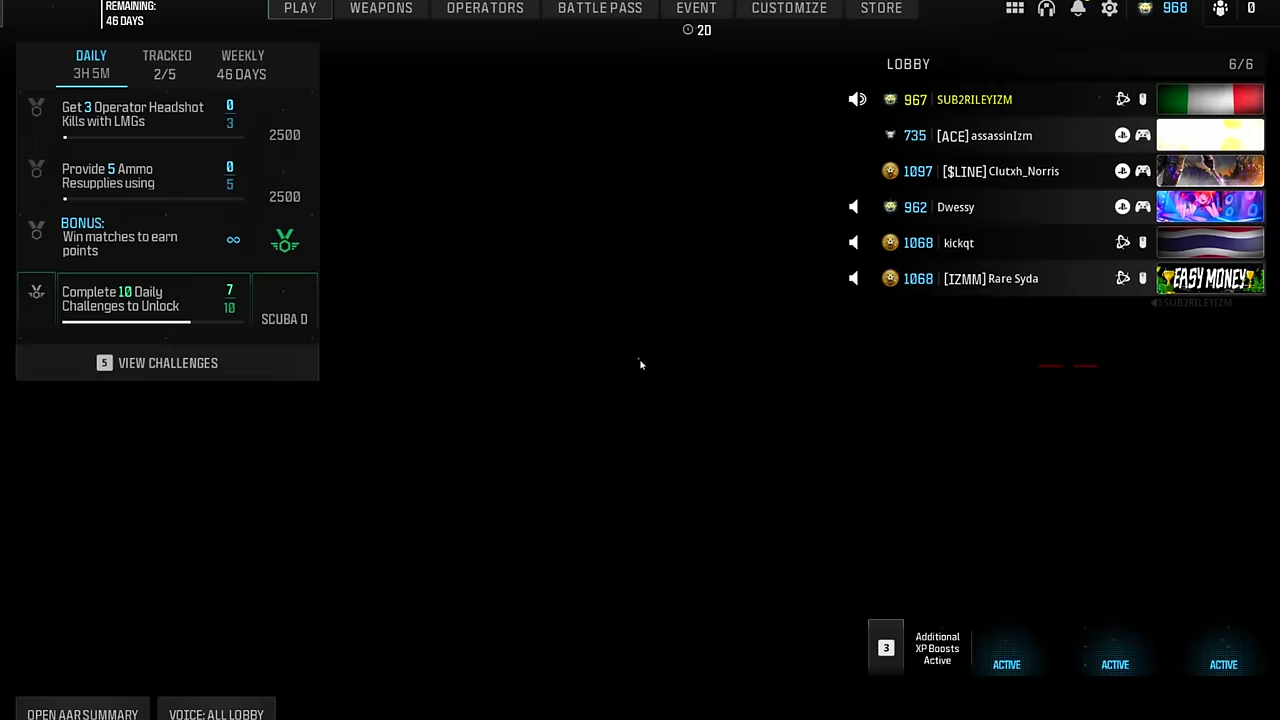 REMAINING:
46 DAYS
PLAY
WEAPONS
OPERATORS
BATTLE PASS
EVENT
CUSTOMIZE
STORE
968
0
2D
DAILY
3H 5M
TRACKED
2/5
WEEKLY
46 DAYS
Get 3 Operator Headshot
Kills with LMGs
0
3
2500
Provide 5 Ammo
Resupplies using
0
5
2500
BONUS:
Win matches to earn
points
∞
Complete 10 Daily
Challenges to Unlock
7
10
SCUBA D
5 VIEW CHALLENGES
LOBBY
6/6
967 SUB2RILEYIZM
735 [ACE] assassinIzm
1097 [$LINE] Clutxh_Norris
962 Dwessy
1068 kickqt
1068 [IZMM] Rare Syda
EASY MONEY
SUB2RILEYIZM
3
Additional
XP Boosts
Active
ACTIVE
ACTIVE
ACTIVE
OPEN AAR SUMMARY
VOICE: ALL LOBBY